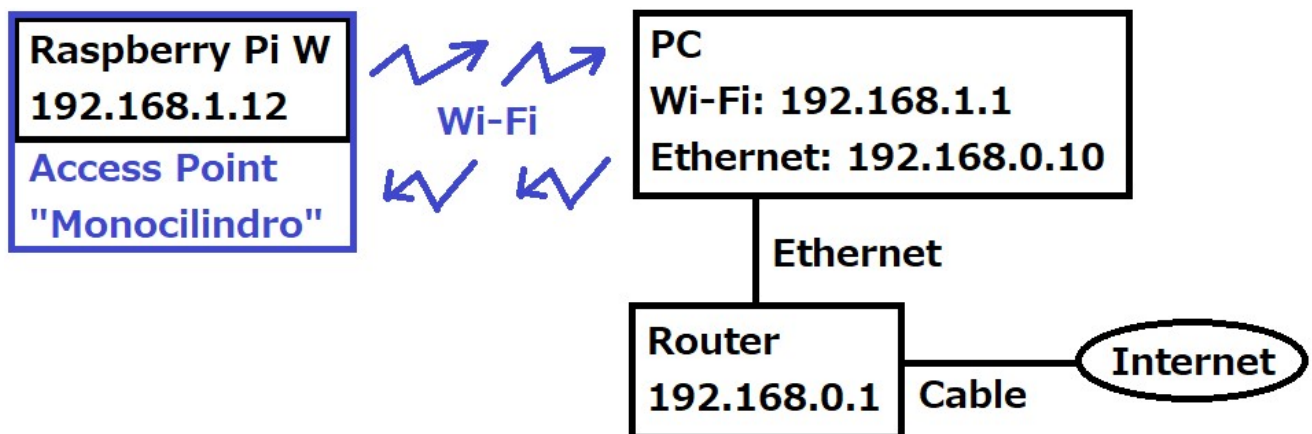 Raspberry Pi W
192.168.1.12
Access Point
"Monocilindro"
Wi-Fi
PC
Wi-Fi: 192.168.1.1
Ethernet: 192.168.0.10
Ethernet
Router
192.168.0.1
Cable
Internet